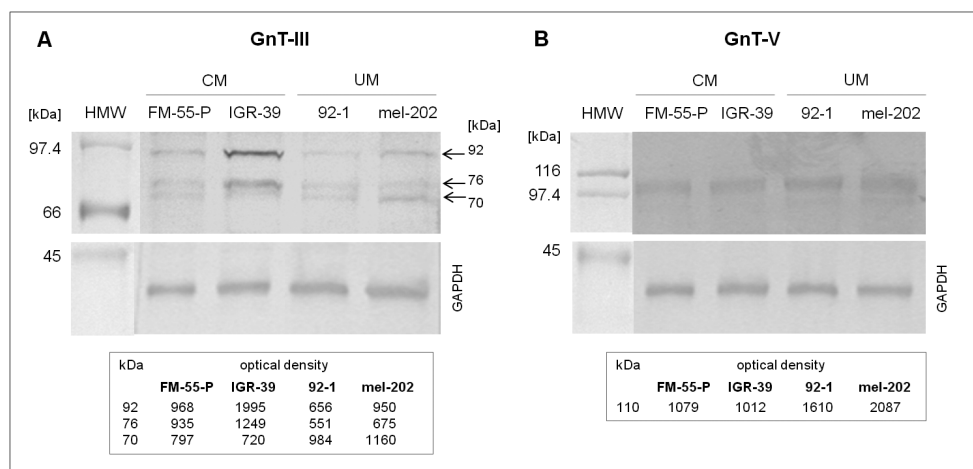 A GnT-III
CM UM
[kDa] HMW FM-55-P IGR-39 92-1 mel-202 [kDa]
97.4 92
76
66 70
45
GAPDH
kDa optical density
FM-55-P IGR-39 92-1 mel-202
92 968 1995 656 950
76 935 1249 551 675
70 797 720 984 1160
B GnT-V
CM UM
[kDa] HMW FM-55-P IGR-39 92-1 mel-202
116
97.4
45
GAPDH
kDa optical density
FM-55-P IGR-39 92-1 mel-202
110 1079 1012 1610 2087